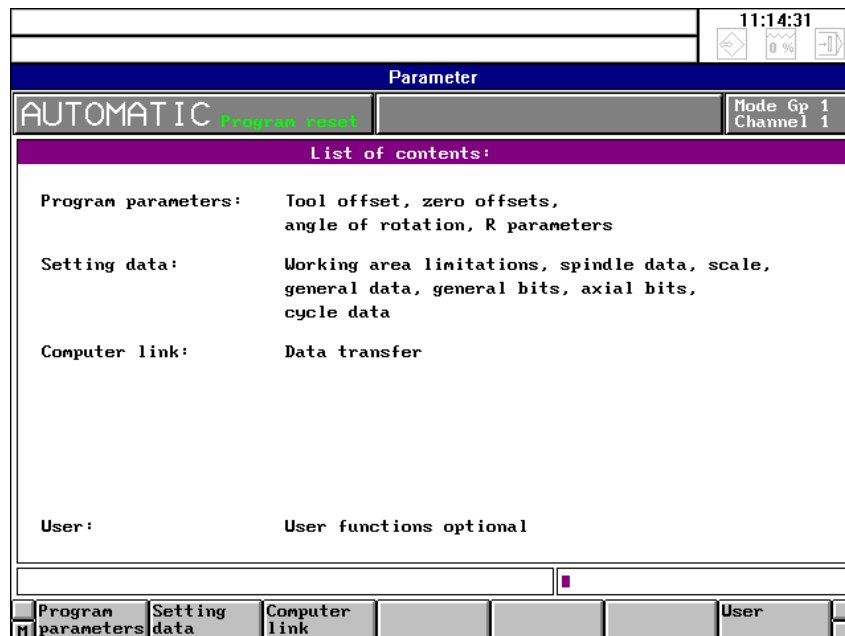 11:14:31
0 %
Parameter
AUTOMATIC Program reset
Mode Gp 1
Channel 1
List of contents:
Program parameters: Tool offset, zero offsets,
angle of rotation, R parameters
Setting data: Working area limitations, spindle data, scale,
general data, general bits, axial bits,
cycle data
Computer link: Data transfer
User: User functions optional
Program Setting Computer User
M parameters data link